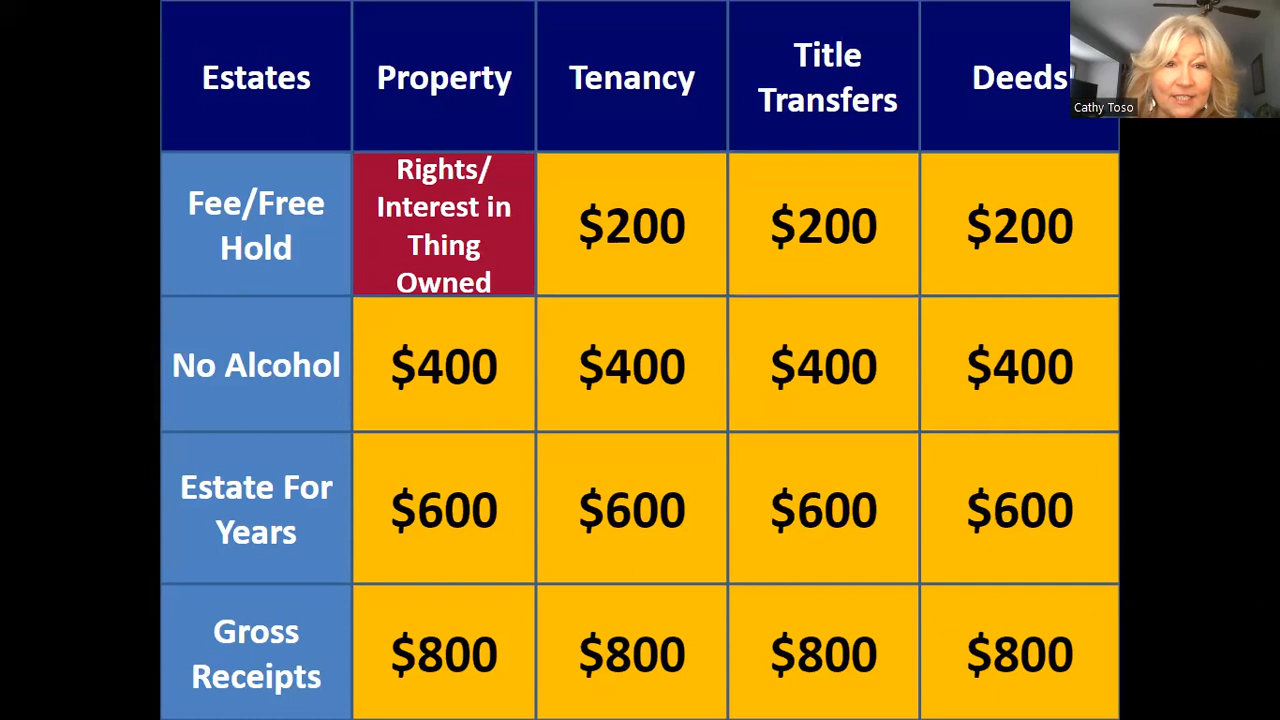 Estates
Property
Tenancy
Title
Transfers
Deeds
Cathy Toso
Fee/Free
Hold
Rights/
Interest in
Thing
Owned
$200
$200
$200
No Alcohol
$400
$400
$400
$400
Estate For
Years
$600
$600
$600
$600
Gross
Receipts
$800
$800
$800
$800